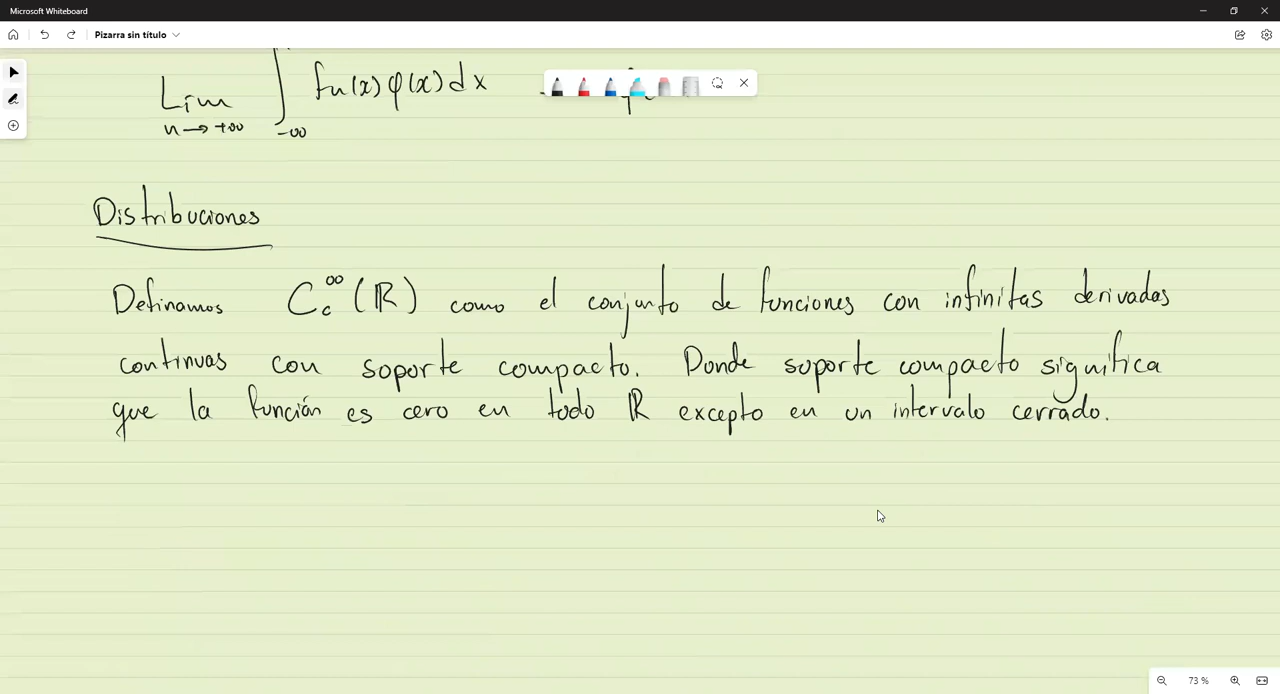 Microsoft Whiteboard
Pizarra sin título
Lim ∫ fn(x) φ(x) dx
n → +∞ -∞
Distribuciones
Definamos C_c^∞(ℝ) como el conjunto de funciones con infinitas derivadas
continuas con soporte compacto. Donde soporte compacto significa
que la función es cero en todo ℝ excepto en un intervalo cerrado.
73 %